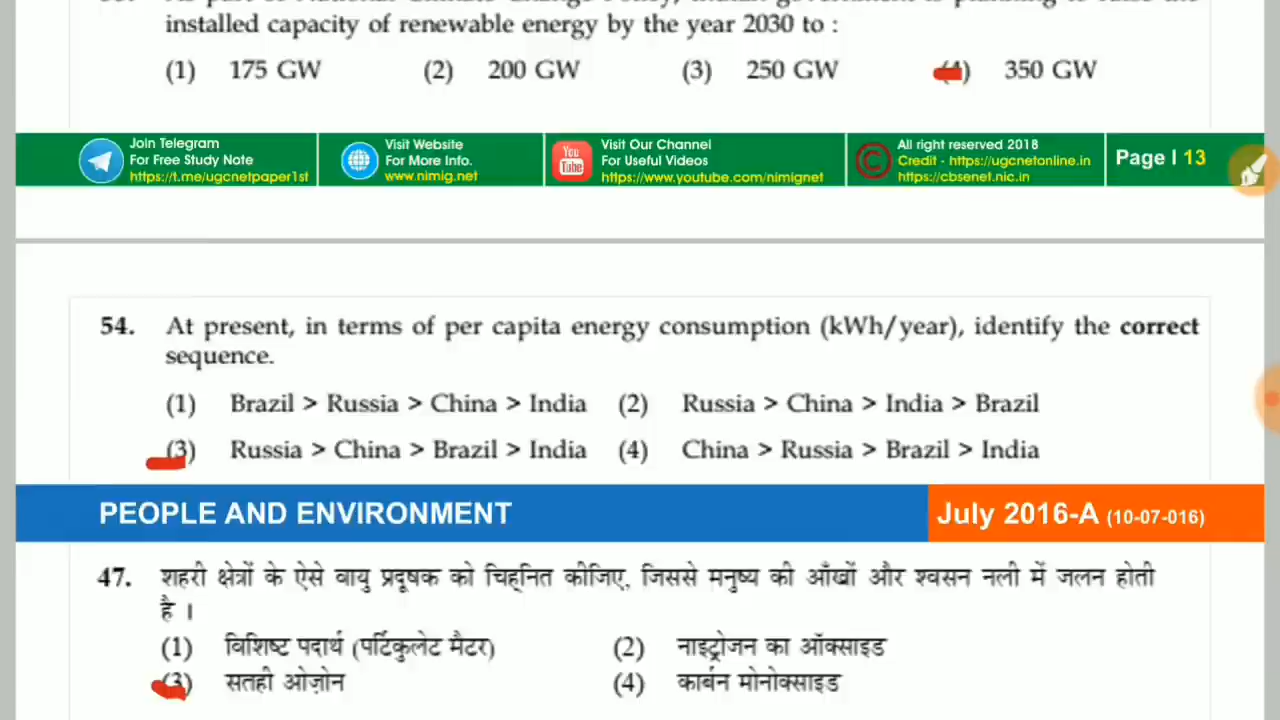 installed capacity of renewable energy by the year 2030 to :
(1) 175 GW (2) 200 GW (3) 250 GW (4) 350 GW
Join Telegram
For Free Study Note
https://t.me/ugcnetpaper1st
Visit Website
For More Info.
www.nimig.net
You
Tube
Visit Our Channel
For Useful Videos
https://www.youtube.com/nimignet
All right reserved 2018
Credit - https://ugcnetonline.in
https://cbsenet.nic.in
Page | 13
54. At present, in terms of per capita energy consumption (kWh/year), identify the correct
sequence.
(1) Brazil > Russia > China > India (2) Russia > China > India > Brazil
(3) Russia > China > Brazil > India (4) China > Russia > Brazil > India
PEOPLE AND ENVIRONMENT July 2016-A (10-07-016)
47. शहरी क्षेत्रों के ऐसे वायु प्रदूषक को चिह्नित कीजिए, जिससे मनुष्य की आँखों और श्वसन नली में जलन होती
है ।
(1) विशिष्ट पदार्थ (पर्टिकुलेट मैटर) (2) नाइट्रोजन का ऑक्साइड
(3) सतही ओज़ोन (4) कार्बन मोनोक्साइड